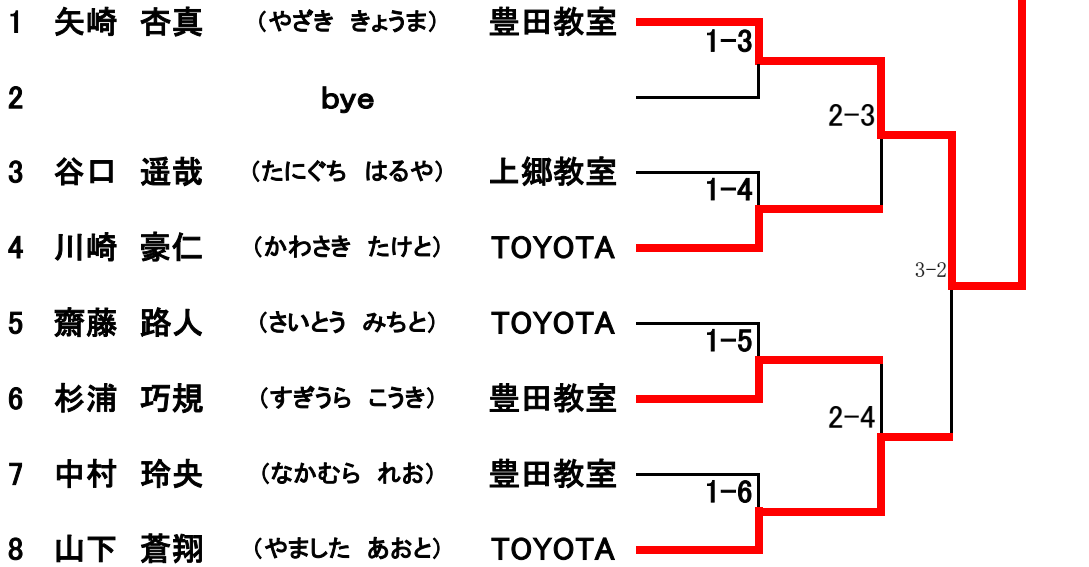 1 矢崎 杏真 （やざき きょうま） 豊田教室
1-3
2 bye
2-3
3 谷口 遥哉 （たにぐち はるや） 上郷教室
1-4
4 川崎 豪仁 （かわさき たけと） TOYOTA
3-2
5 齋藤 路人 （さいとう みちと） TOYOTA
1-5
6 杉浦 巧規 （すぎうら こうき） 豊田教室
2-4
7 中村 玲央 （なかむら れお） 豊田教室
1-6
8 山下 蒼翔 （やました あおと） TOYOTA